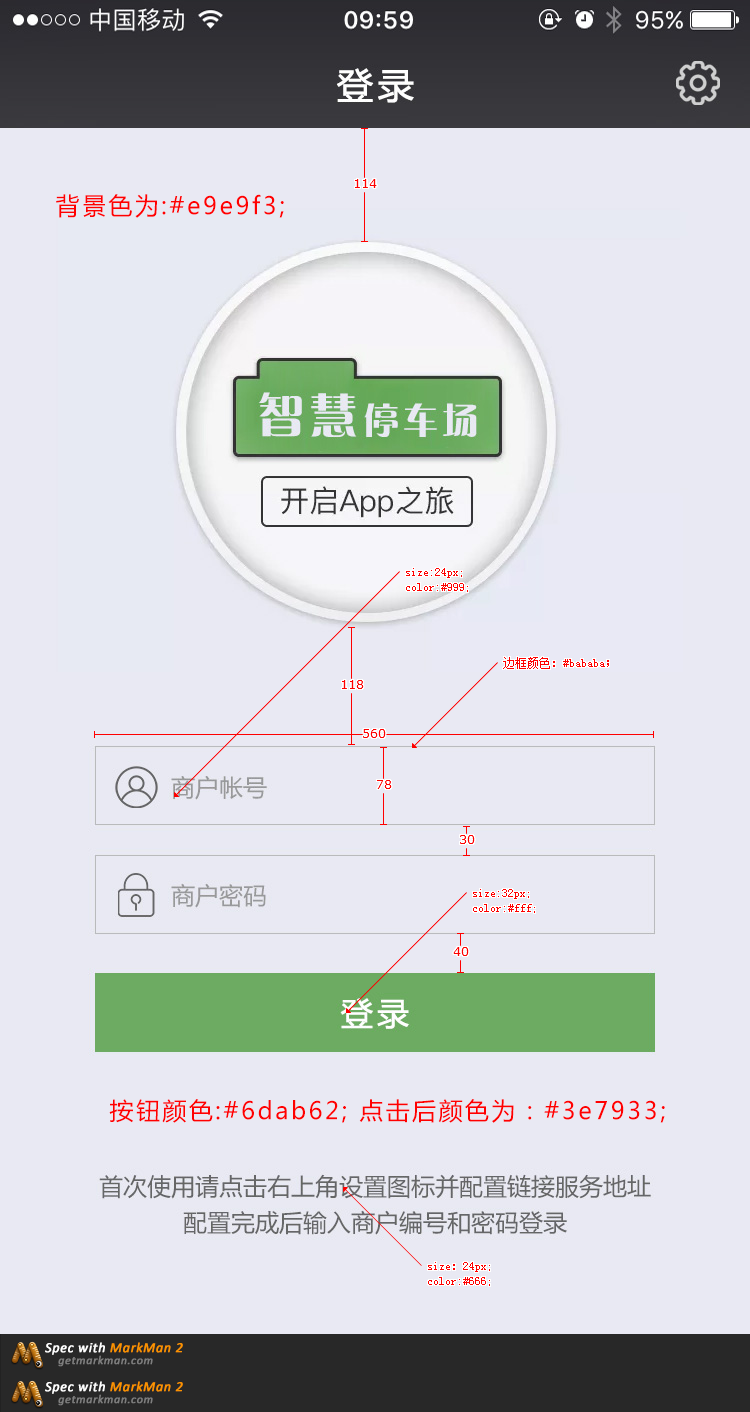 中国移动
09:59
95%
登录
114
背景色为:#e9e9f3;
智慧停车场
开启App之旅
size:24px;
color:#999;
118
边框颜色: #bababa;
560
商户帐号
78
30
商户密码
size:32px;
color:#fff;
40
登录
按钮颜色:#6dab62; 点击后颜色为：#3e7933;
首次使用请点击右上角设置图标并配置链接服务地址
配置完成后输入商户编号和密码登录
size: 24px;
color:#666;
Spec with MarkMan 2
getmarkman.com
Spec with MarkMan 2
getmarkman.com